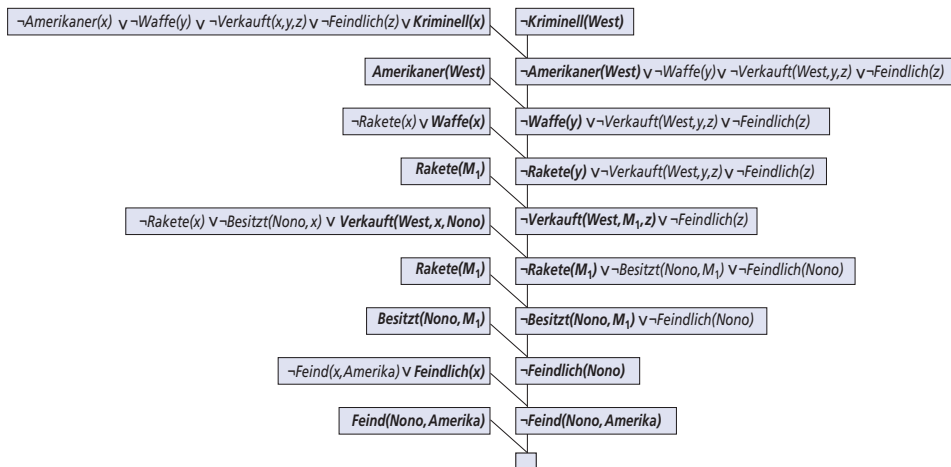 ¬Amerikaner(x) ∨ ¬Waffe(y) ∨ ¬Verkauft(x,y,z) ∨ ¬Feindlich(z) ∨ Kriminell(x) ¬Kriminell(West)
Amerikaner(West) ¬Amerikaner(West) ∨ ¬Waffe(y) ∨ ¬Verkauft(West,y,z) ∨ ¬Feindlich(z)
¬Rakete(x) ∨ Waffe(x) ¬Waffe(y) ∨ ¬Verkauft(West,y,z) ∨ ¬Feindlich(z)
Rakete(M₁) ¬Rakete(y) ∨ ¬Verkauft(West,y,z) ∨ ¬Feindlich(z)
¬Rakete(x) ∨ ¬Besitzt(Nono,x) ∨ Verkauft(West,x,Nono) ¬Verkauft(West,M₁,z) ∨ ¬Feindlich(z)
Rakete(M₁) ¬Rakete(M₁) ∨ ¬Besitzt(Nono,M₁) ∨ ¬Feindlich(Nono)
Besitzt(Nono,M₁) ¬Besitzt(Nono,M₁) ∨ ¬Feindlich(Nono)
¬Feind(x,Amerika) ∨ Feindlich(x) ¬Feindlich(Nono)
Feind(Nono,Amerika) ¬Feind(Nono,Amerika)